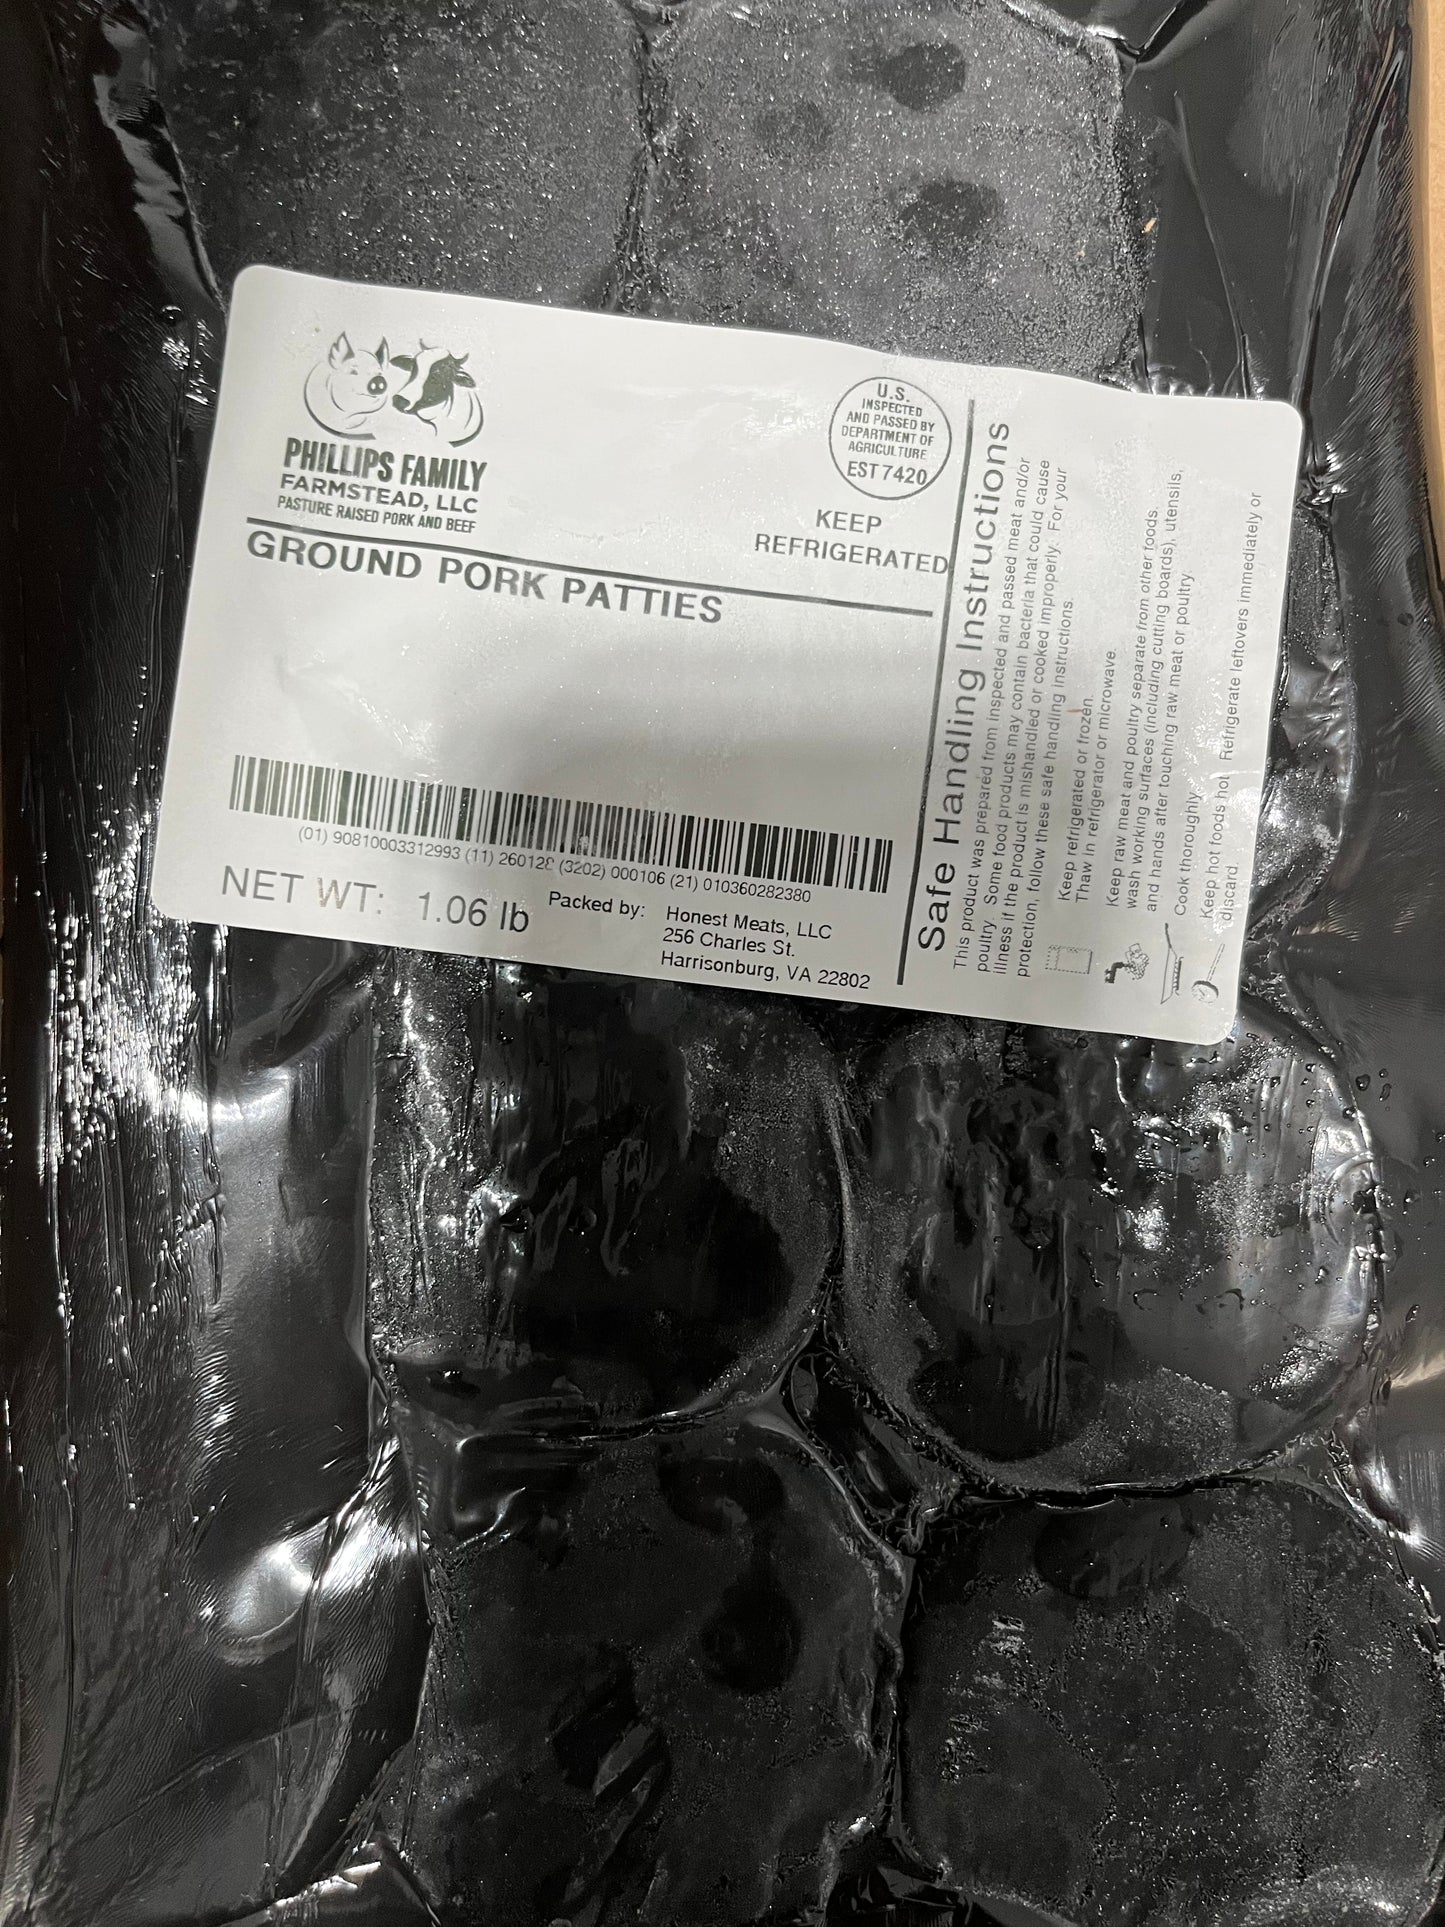 PHILLIPS FAMILY
FARMSTEAD, LLC
PASTURE RAISED PORK AND BEEF
U.S.
INSPECTED
AND PASSED BY
DEPARTMENT OF
AGRICULTURE
EST 7420
KEEP
REFRIGERATED
GROUND PORK PATTIES
(01) 90810003312993 (11) 260128 (3202) 000106 (21) 010360282380
NET WT: 1.06 lb
Packed by:
Honest Meats, LLC
256 Charles St.
Harrisonburg, VA 22802
Safe Handling Instructions
This product was prepared from inspected and passed meat and/or
poultry. Some food products may contain bacteria that could cause
illness if the product is mishandled or cooked improperly. For your
protection, follow these safe handling instructions.
Keep refrigerated or frozen.
Thaw in refrigerator or microwave.
Keep raw meat and poultry separate from other foods.
wash working surfaces (including cutting boards), utensils,
and hands after touching raw meat or poultry.
Cook thoroughly.
Keep hot foods hot. Refrigerate leftovers immediately or
discard.